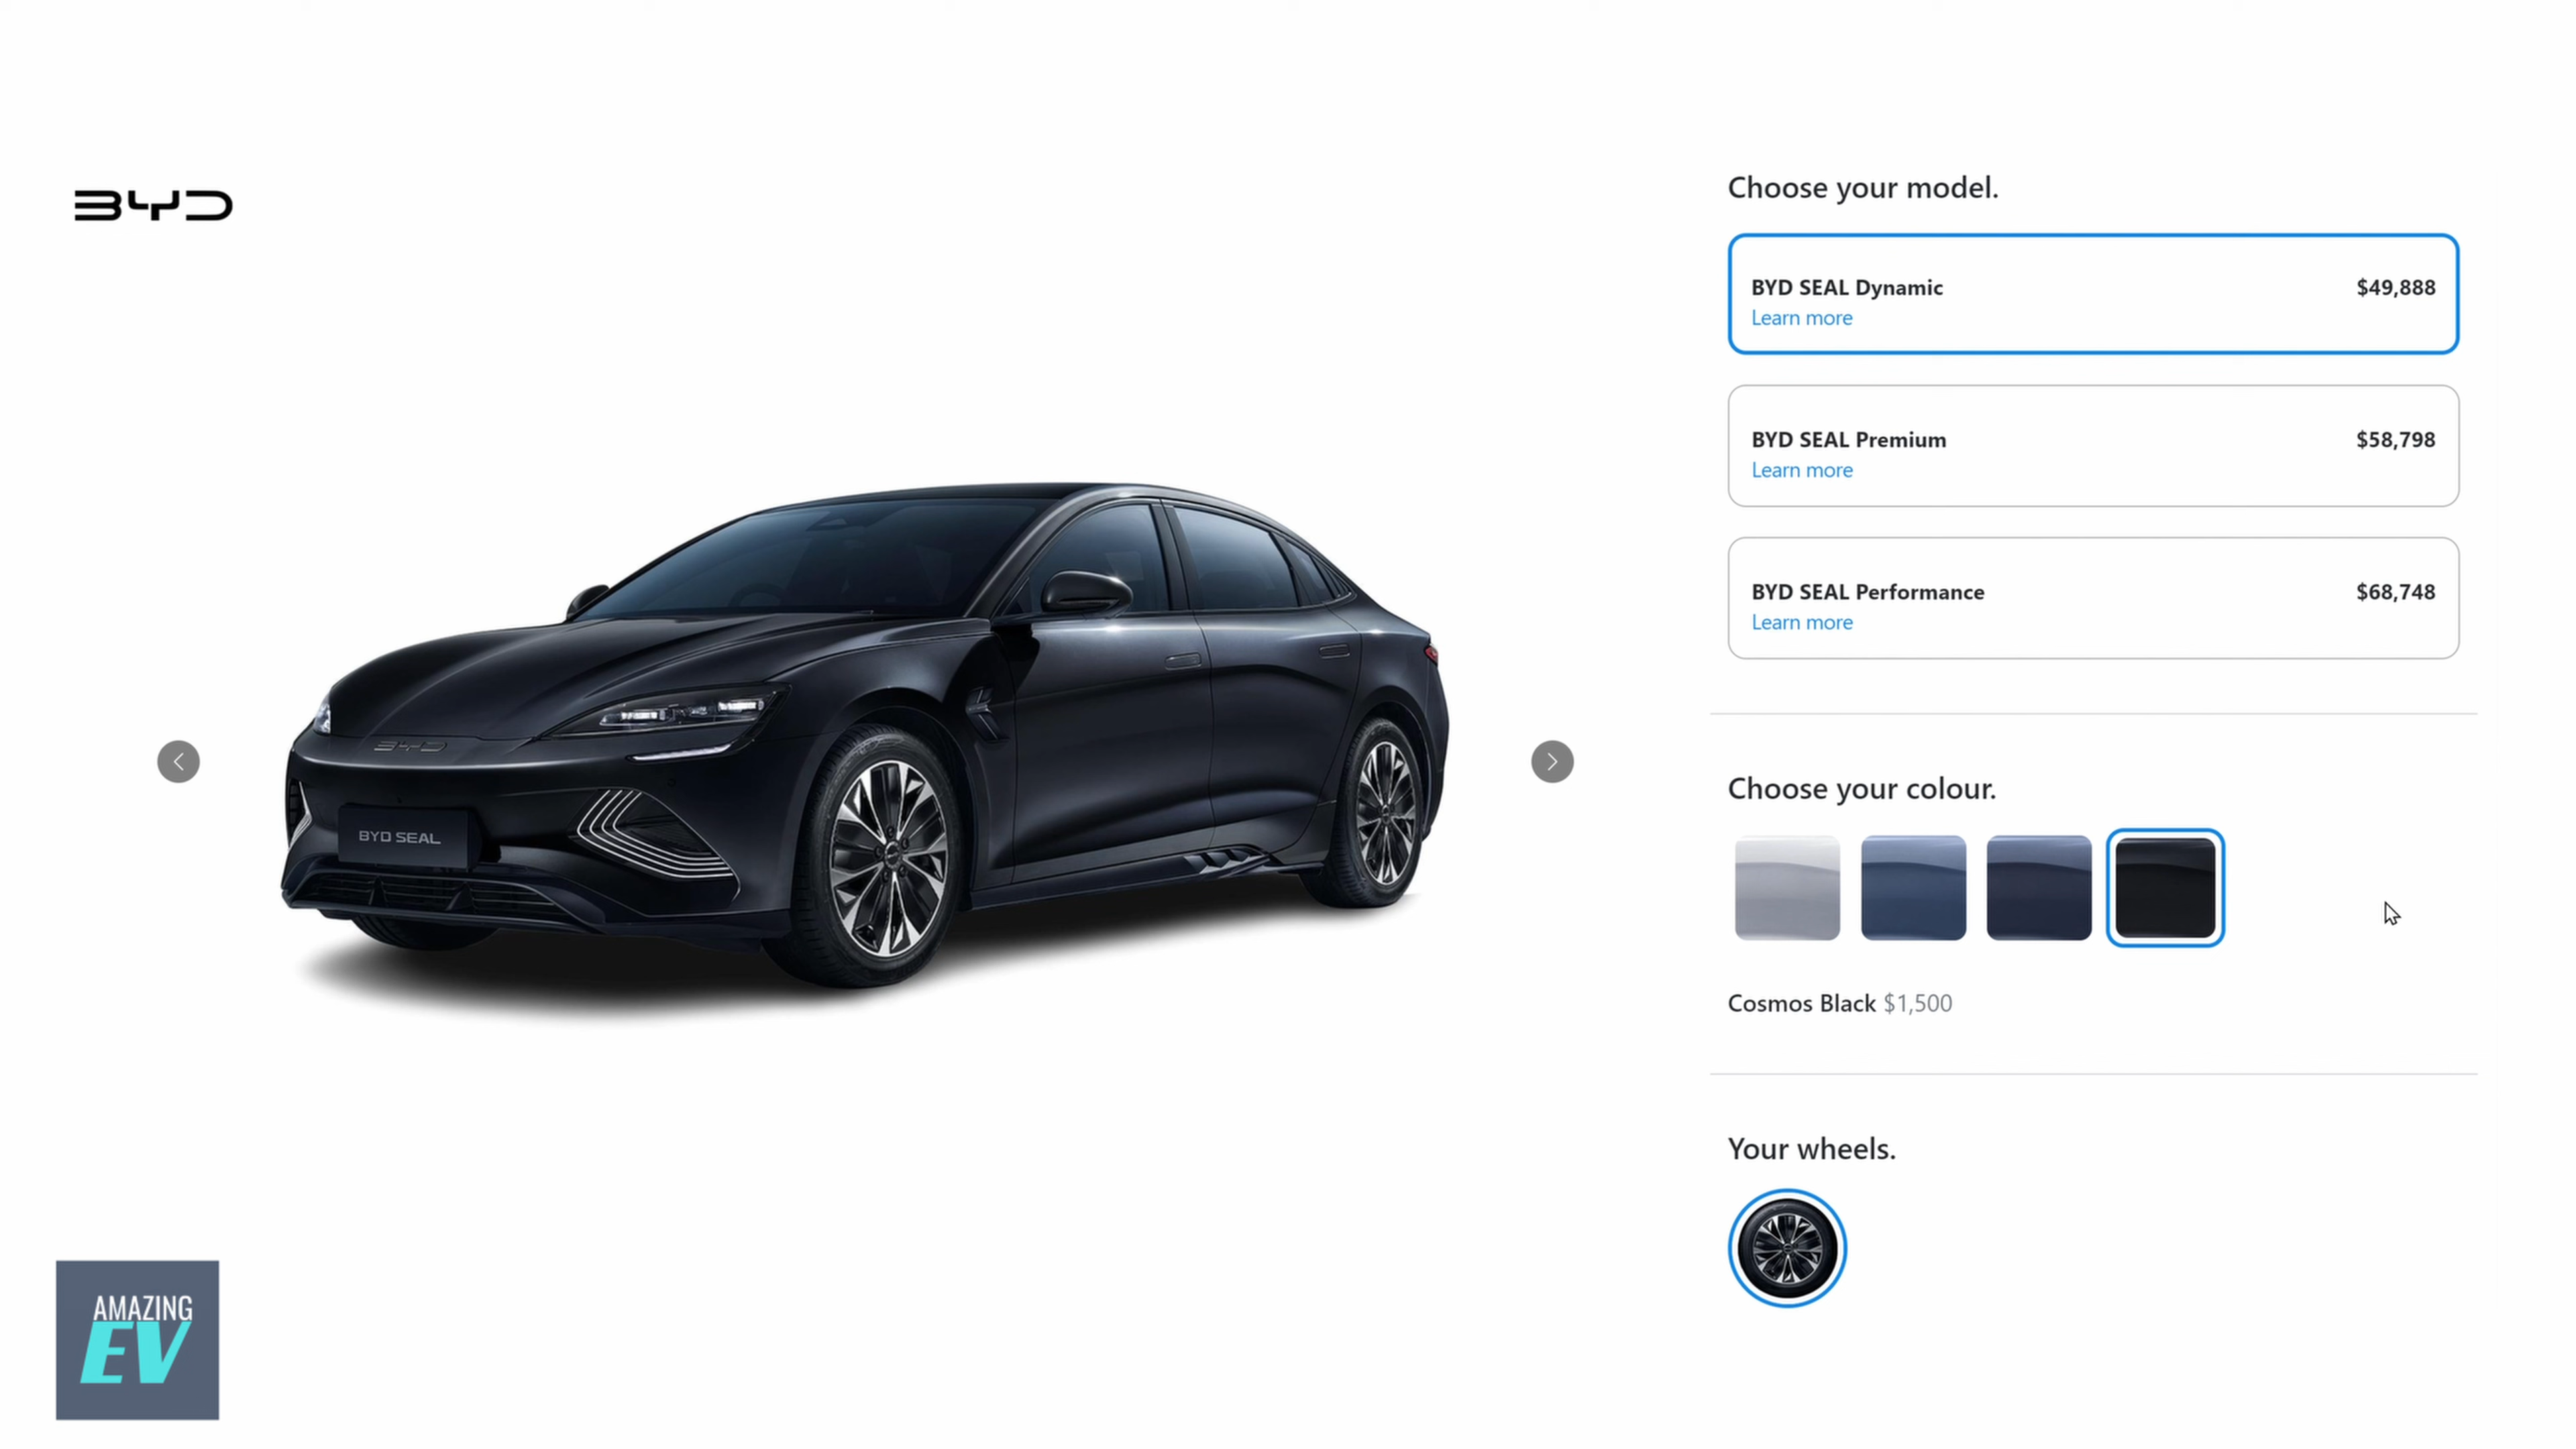 BYD
BYD
BYD SEAL
Choose your model.
BYD SEAL Dynamic $49,888
Learn more
BYD SEAL Premium $58,798
Learn more
BYD SEAL Performance $68,748
Learn more
Choose your colour.
Cosmos Black $1,500
Your wheels.
AMAZING
EV